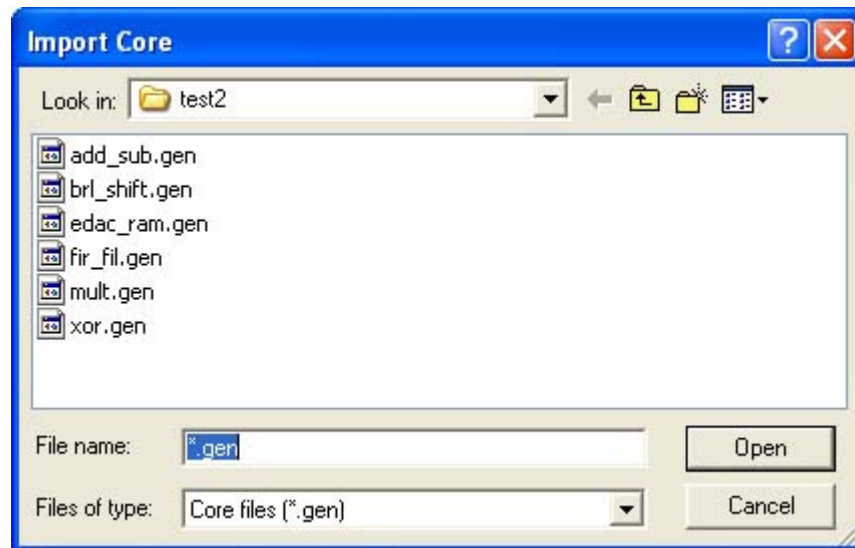 Import Core
Look in: test2
add_sub.gen
brl_shift.gen
edac_ram.gen
fir_fil.gen
mult.gen
xor.gen
File name: *.gen Open
Files of type: Core files (*.gen) Cancel